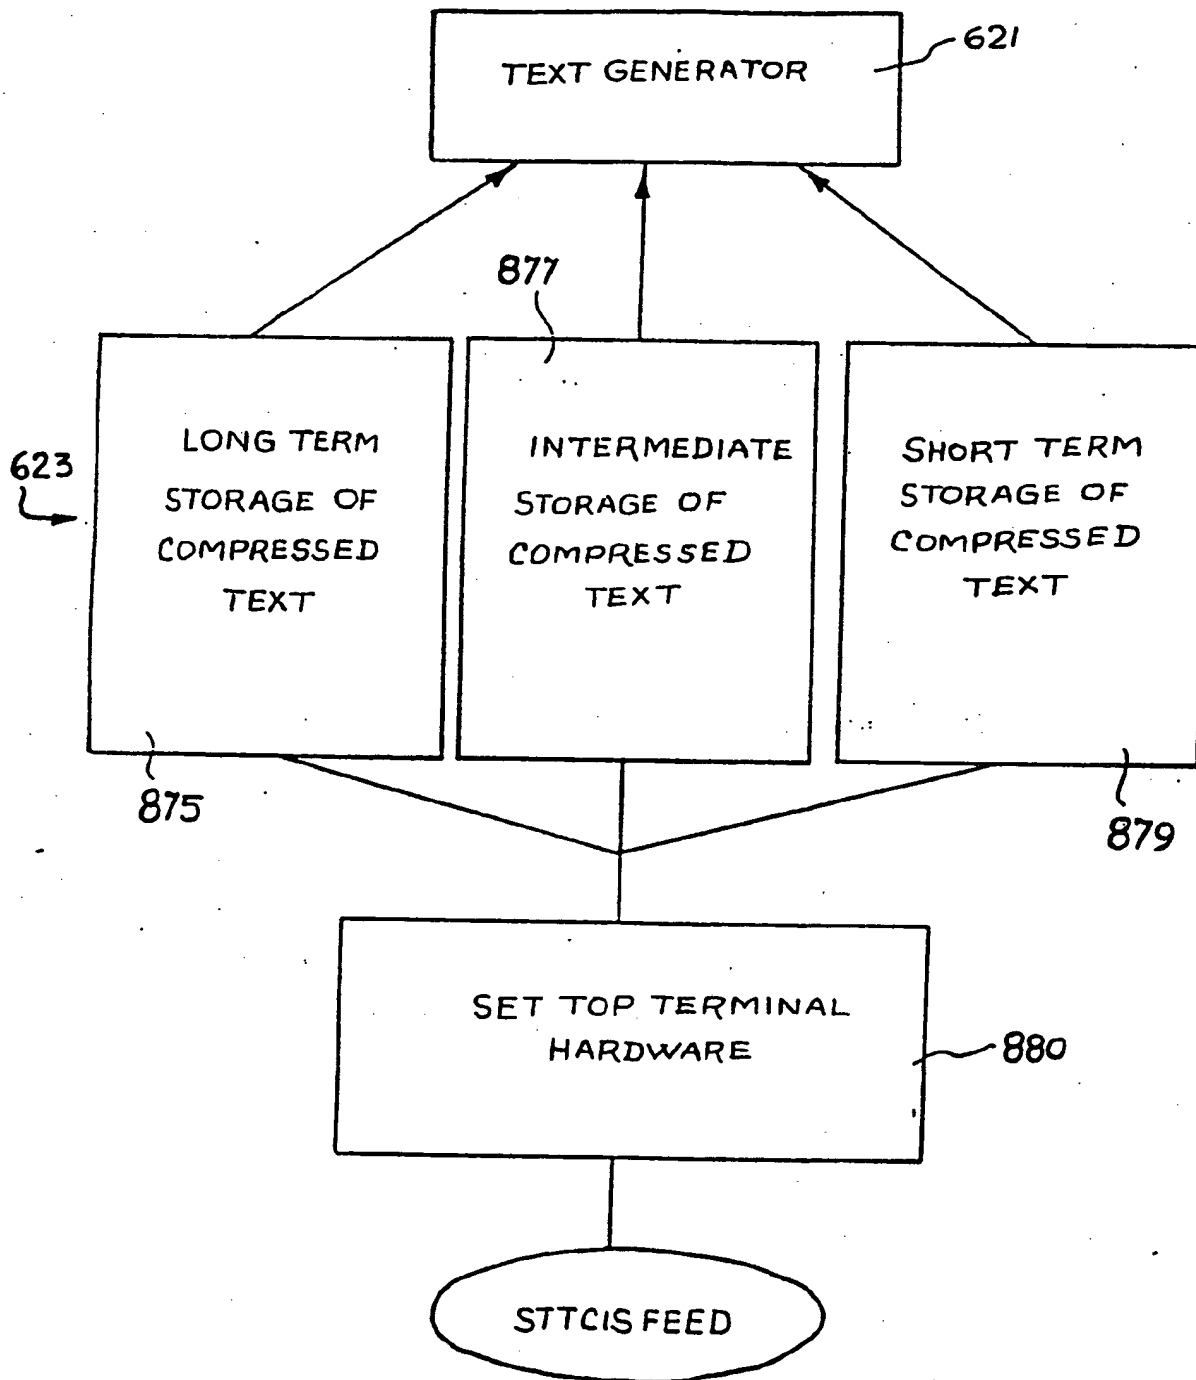 TEXT GENERATOR
621
877
623
LONG TERM
STORAGE OF
COMPRESSED
TEXT
INTERMEDIATE
STORAGE OF
COMPRESSED
TEXT
SHORT TERM
STORAGE OF
COMPRESSED
TEXT
875
879
SET TOP TERMINAL
HARDWARE
880
STTCIS FEED